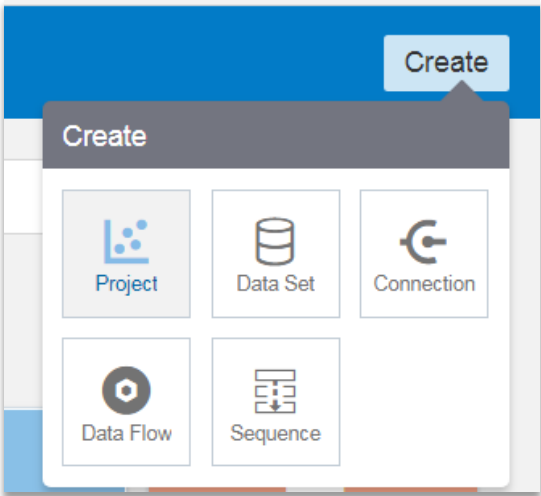 Create
Create
Project
Data Set
Connection
Data Flow
Sequence